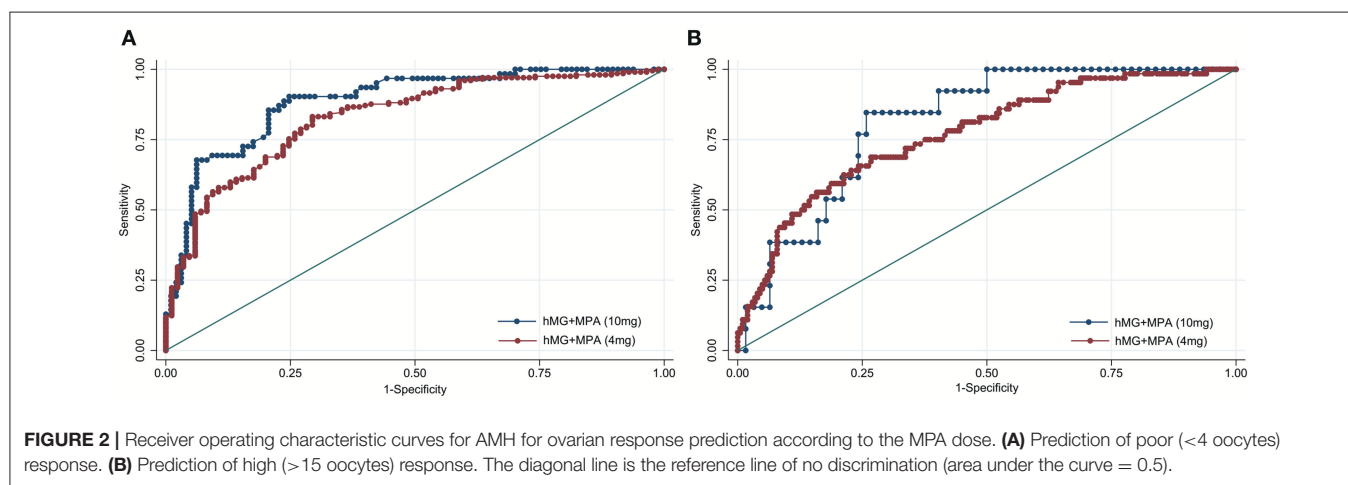 A
B
1.00
0.75
0.50
0.25
0.00
Sensitivity
0.00
0.25
0.50
0.75
1.00
1-Specificity
hMG+MPA (10mg)
hMG+MPA (4mg)
1.00
0.75
0.50
0.25
0.00
Sensitivity
0.00
0.25
0.50
0.75
1.00
1-Specificity
hMG+MPA (10mg)
hMG+MPA (4mg)
FIGURE 2 | Receiver operating characteristic curves for AMH for ovarian response prediction according to the MPA dose. (A) Prediction of poor (<4 oocytes)
response. (B) Prediction of high (>15 oocytes) response. The diagonal line is the reference line of no discrimination (area under the curve = 0.5).